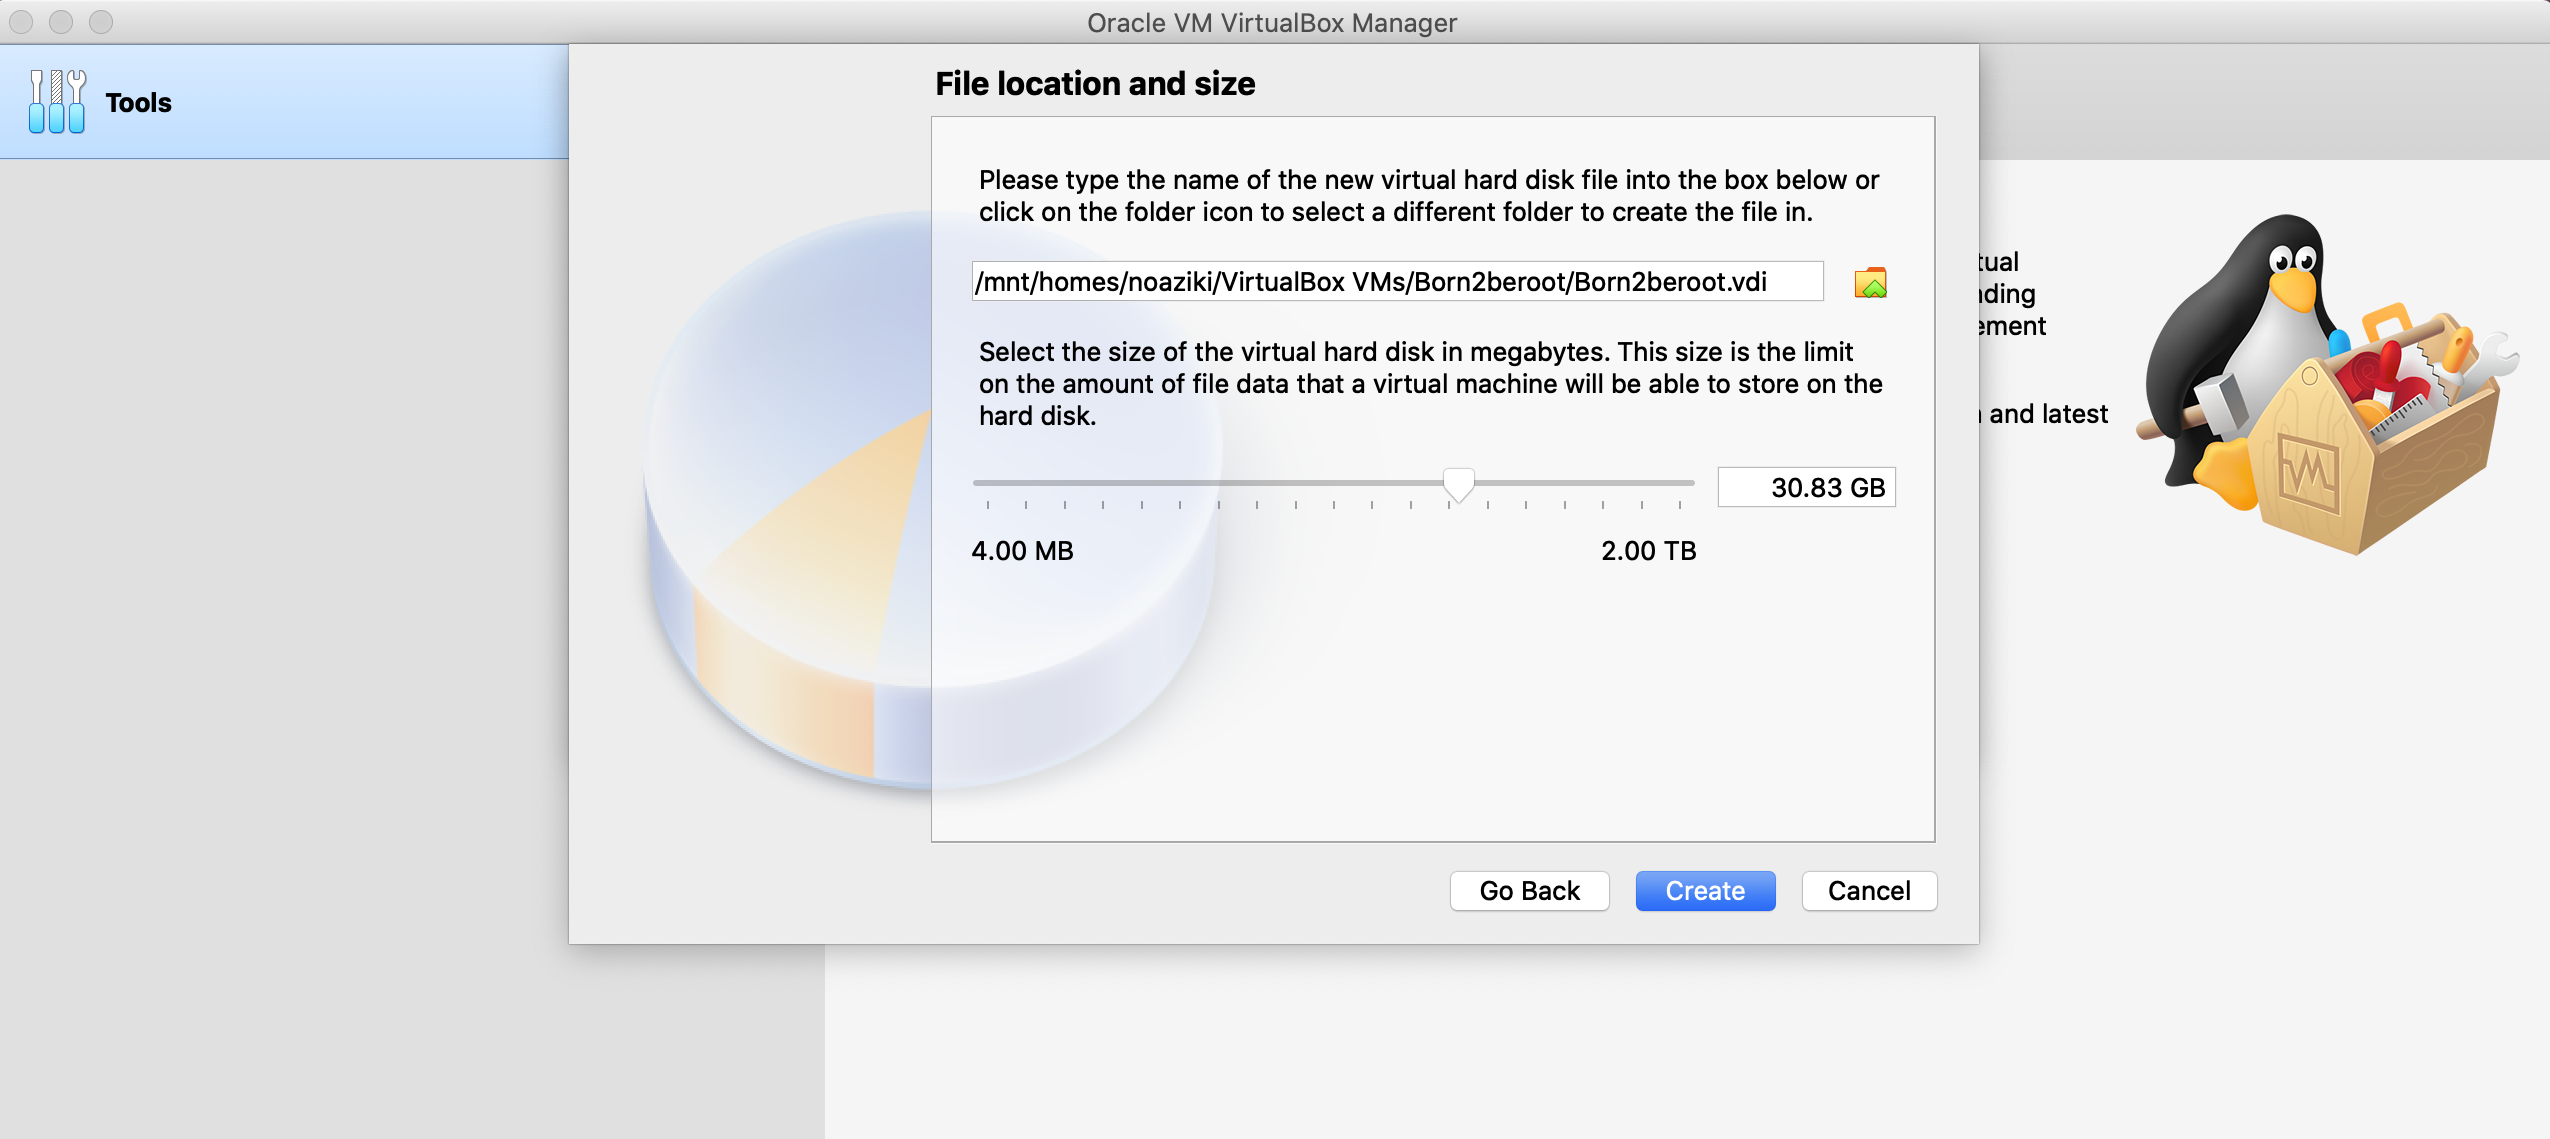 Oracle VM VirtualBox Manager
Tools
File location and size
Please type the name of the new virtual hard disk file into the box below or
click on the folder icon to select a different folder to create the file in.
/mnt/homes/noaziki/VirtualBox VMs/Born2beroot/Born2beroot.vdi
Select the size of the virtual hard disk in megabytes. This size is the limit
on the amount of file data that a virtual machine will be able to store on the
hard disk.
30.83 GB
4.00 MB
2.00 TB
Go Back
Create
Cancel
tual
ding
ement
and latest